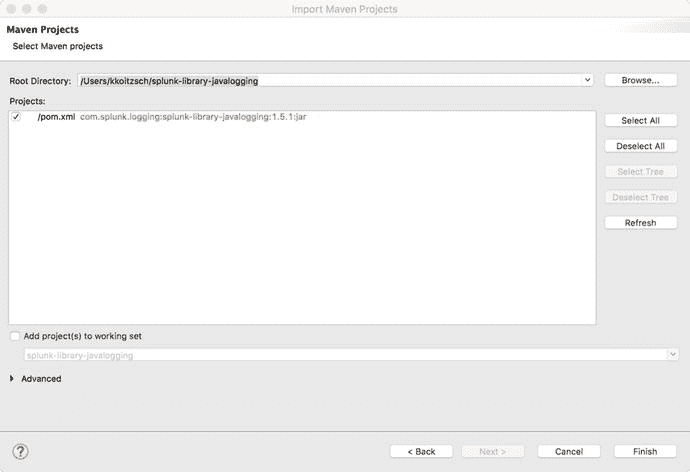 Import Maven Projects
Maven Projects
Select Maven projects
Root Directory: /Users/kkoitzsch/splunk-library-javalogging Browse...
Projects:
/pom.xml com.splunk.logging:splunk-library-javalogging:1.5.1:jar
Select All
Deselect All
Select Tree
Deselect Tree
Refresh
Add project(s) to working set
splunk-library-javalogging
Advanced
? < Back Next > Cancel Finish